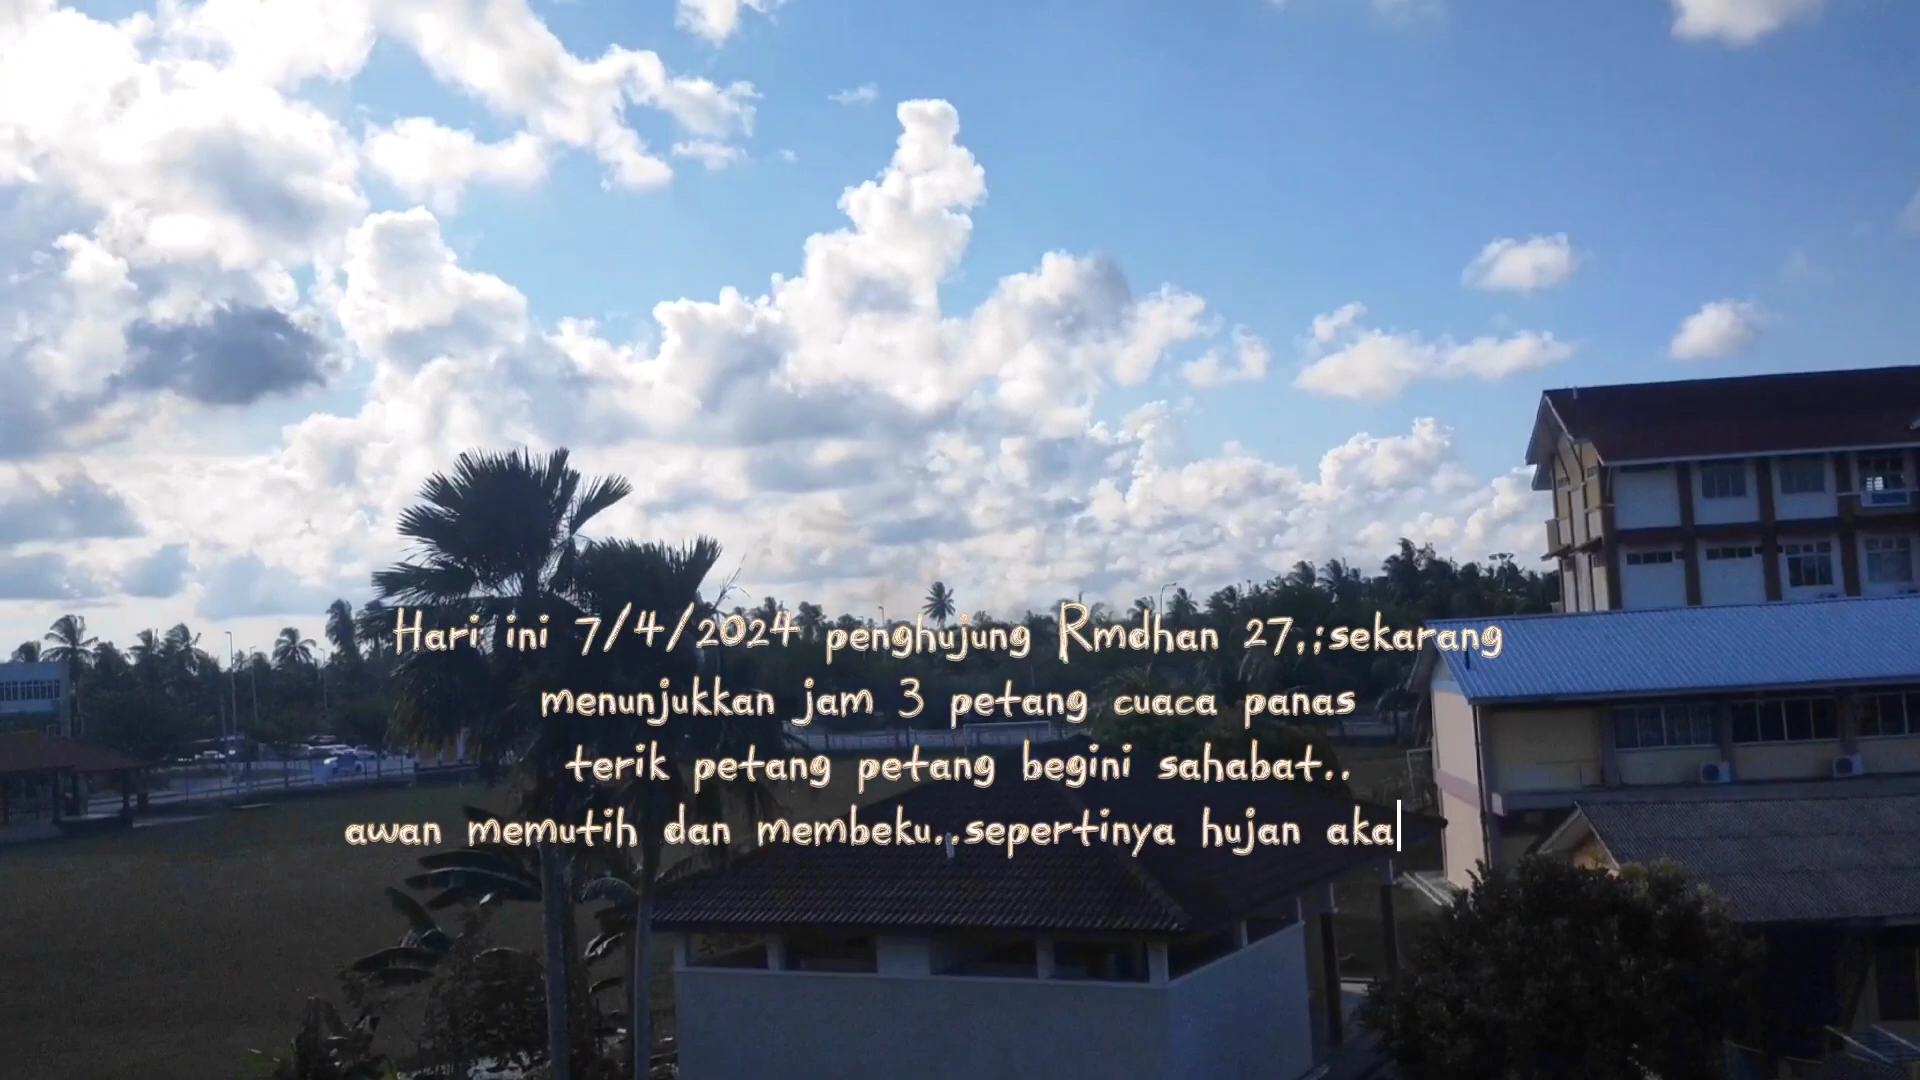 Hari ini 7/4/2024 penghujung Rmdhan 27,;sekarang
menunjukkan jam 3 petang cuaca panas
terik petang petang begini sahabat..
awan memutih dan membeku..sepertinya hujan aka